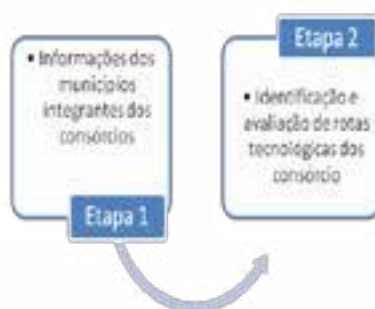 • Informações dos
municípios
integrantes dos
consórcios
Etapa 1
Etapa 2
• Identificação e
avaliação de rotas
tecnológicas dos
consórcio